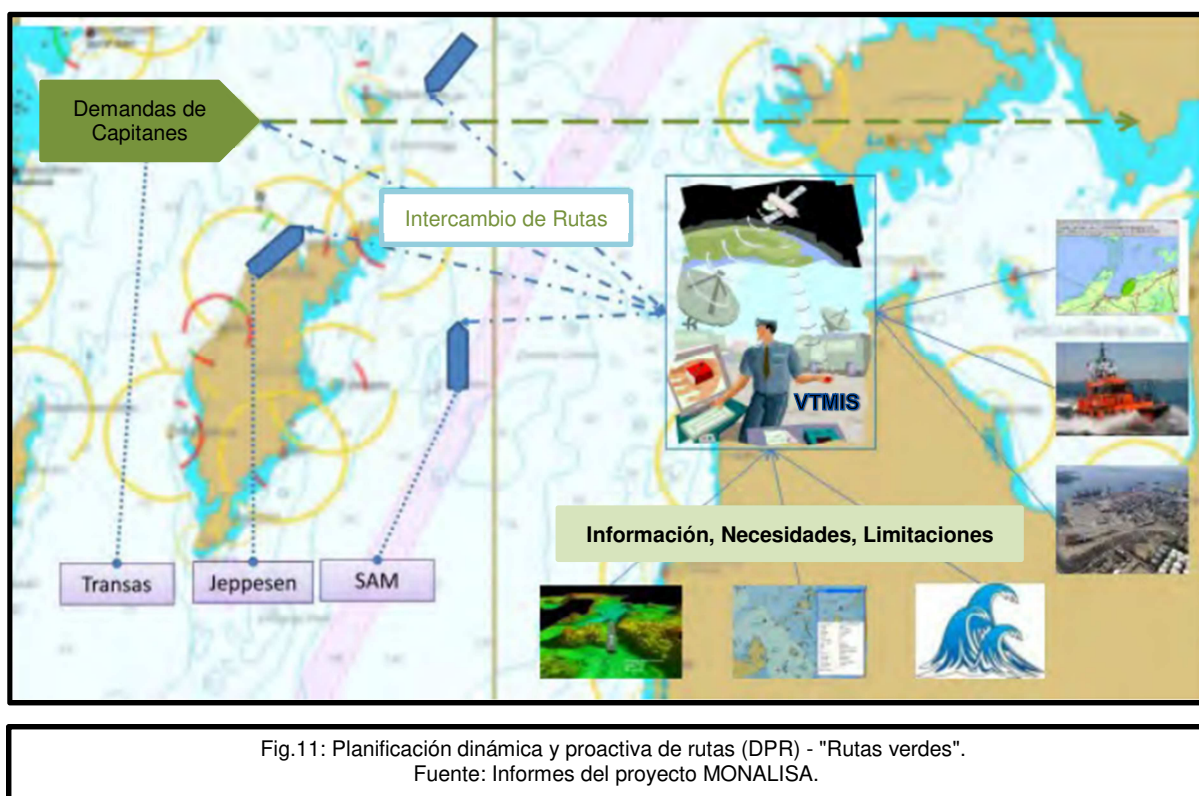 Demandas de
Capitanes
Intercambio de Rutas
VTMIS
Información, Necesidades, Limitaciones
Transas
Jeppesen
SAM
Fig.11: Planificación dinámica y proactiva de rutas (DPR) - "Rutas verdes".
Fuente: Informes del proyecto MONALISA.